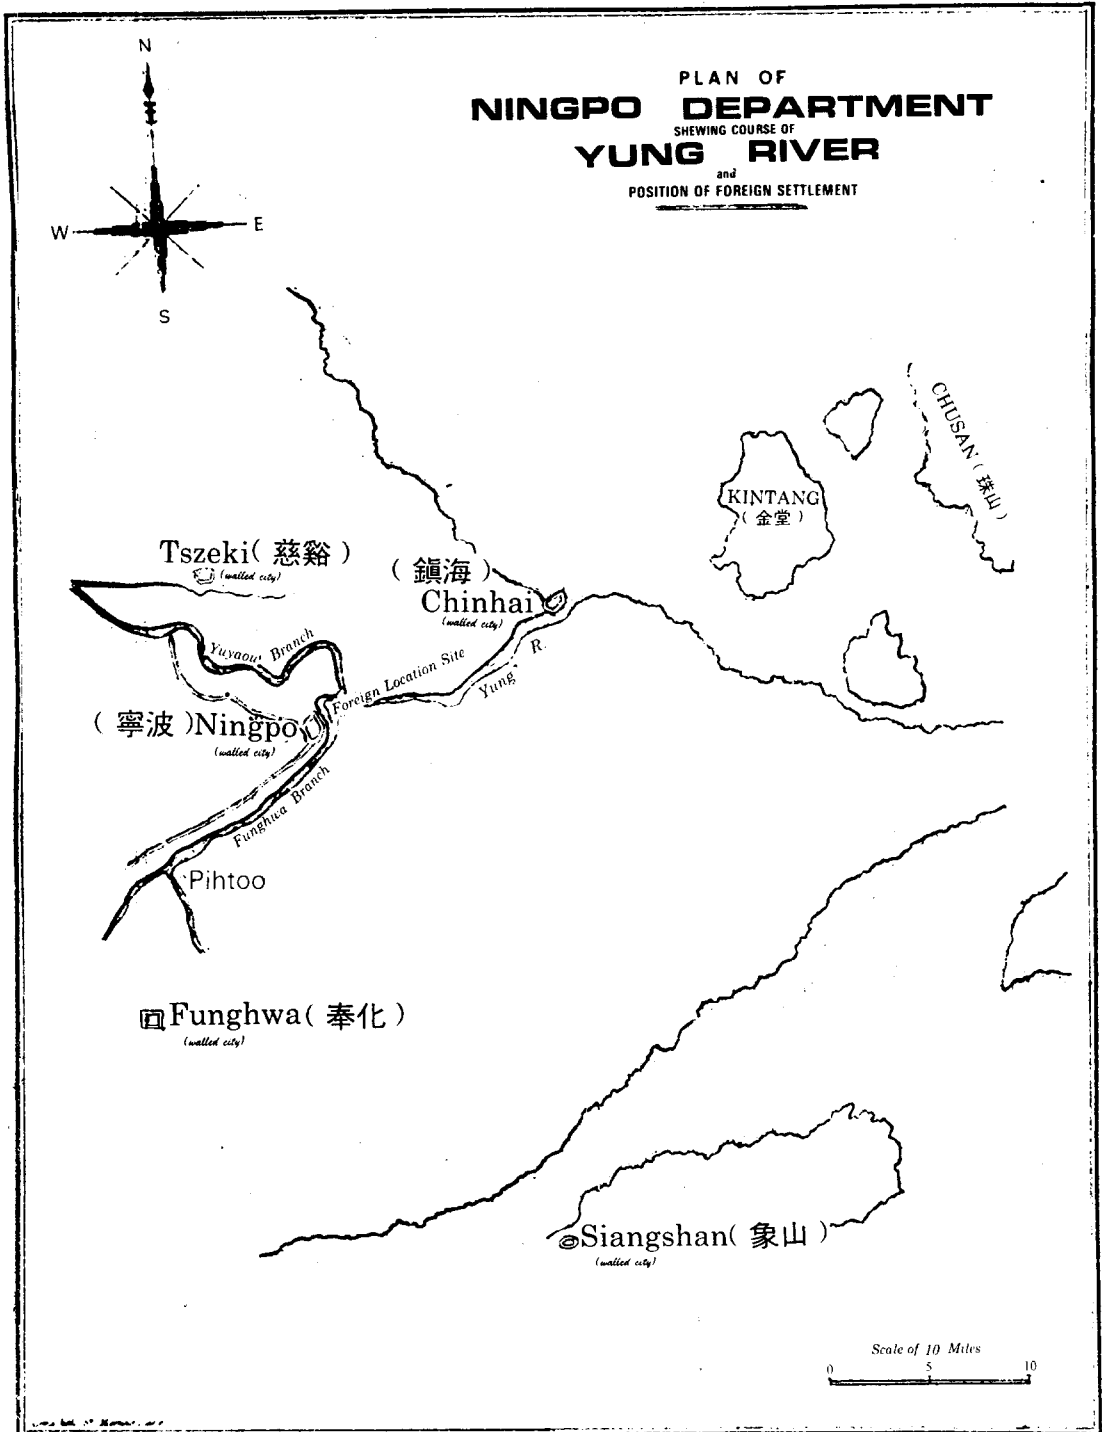 N
W
E
S
PLAN OF
NINGPO DEPARTMENT
SHEWING COURSE OF
YUNG RIVER
and
POSITION OF FOREIGN SETTLEMENT
CHUSAN (珠山)
KINTANG
(金堂)
Tszeki(慈谿)
(walled city)
(鎮海)
Chinhai
(walled city)
Yuyaou Branch
Foreign Location Site
Yung R.
(寧波)Ningpo
(walled city)
Funghwa Branch
Pihtoo
Funghwa(奉化)
(walled city)
Siangshan(象山)
(walled city)
Scale of 10 Miles
0 5 10